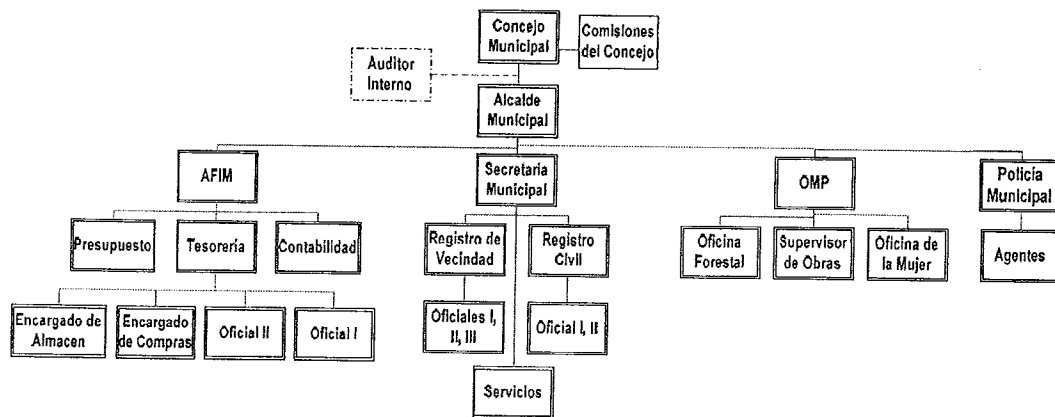 Concejo
Municipal
Comisiones
del Concejo
Auditor
Interno
Alcalde
Municipal
AFIM
Secretaria
Municipal
OMP
Policía
Municipal
Presupuesto
Tesorería
Contabilidad
Registro de
Vecindad
Registro
Civil
Oficina
Forestal
Supervisor
de Obras
Oficina de
la Mujer
Agentes
Encargado de
Almacen
Encargado
de Compras
Oficial II
Oficial I
Oficiales I,
II, III
Oficial I, II
Servicios